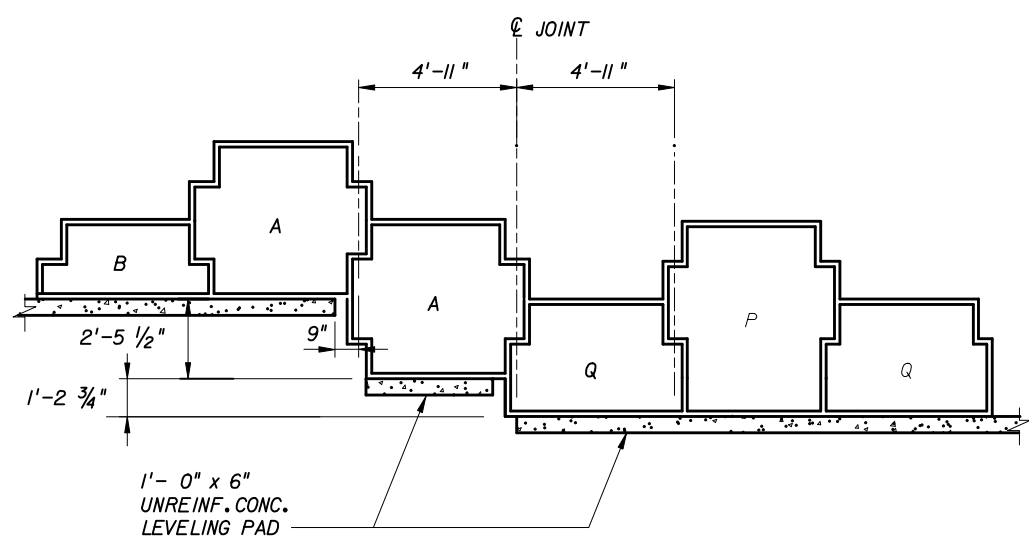 ℄ JOINT
4'-11"
4'-11"
A
B
A
P
2'-5 1/2"
9"
Q
Q
1'-2 3/4"
1'- 0" x 6"
UNREINF. CONC.
LEVELING PAD